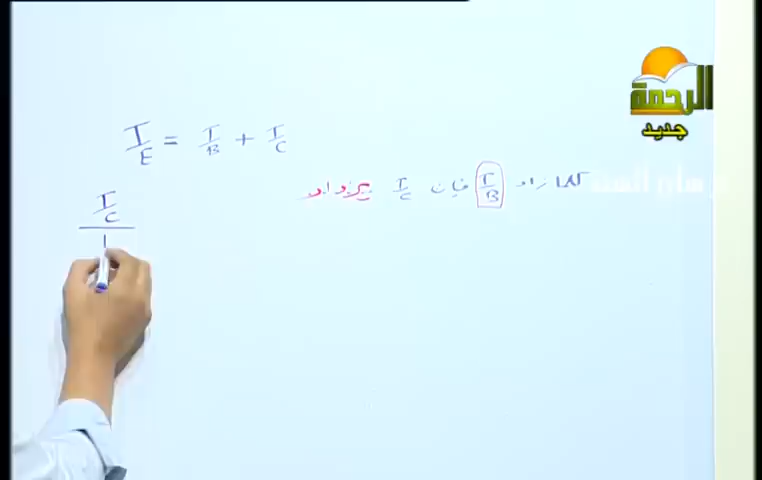 الرحمة
جديد
I_E = I_B + I_C
كلما زاد I_B فإن I_C يزداد
I_C